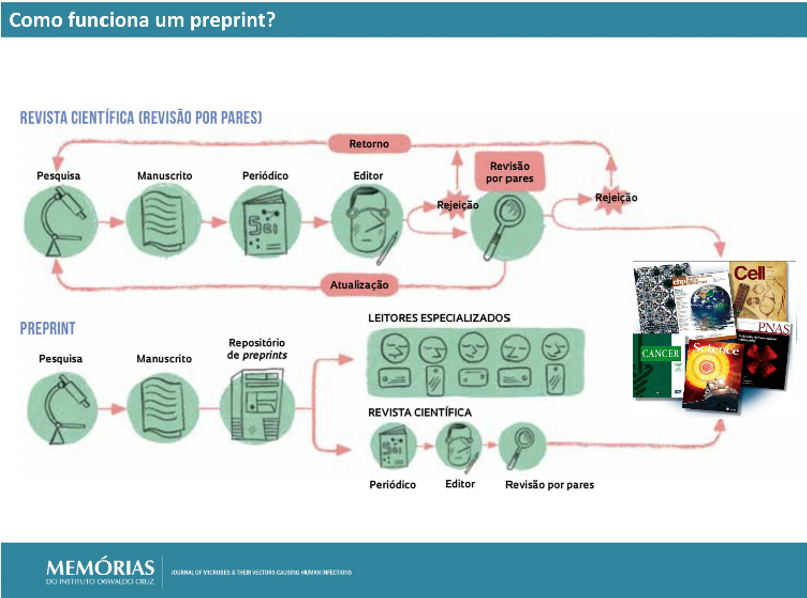 Como funciona um preprint?
REVISTA CIENTÍFICA (REVISÃO POR PARES)
Retorno
Pesquisa
Manuscrito
Periódico
Editor
Rejeição
Revisão
por pares
Rejeição
Sci
Atualização
Cell
PNAS
CANCER
Science
PREPRINT
Pesquisa
Manuscrito
Repositório
de preprints
LEITORES ESPECIALIZADOS
REVISTA CIENTÍFICA
Periódico
Editor
Revisão por pares
MEMÓRIAS
DO INSTITUTO OSWALDO CRUZ
JOURNAL OF MICROBES & THEIR VECTORS CAUSING HUMAN INFECTIONS